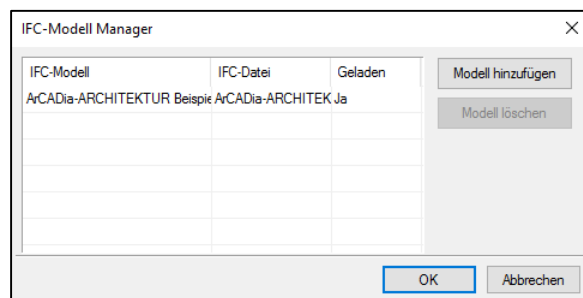 IFC-Modell Manager
IFC-Modell IFC-Datei Geladen
ArCADia-ARCHITEKTUR Beispie ArCADia-ARCHITEK Ja
Modell hinzufügen
Modell löschen
OK Abbrechen